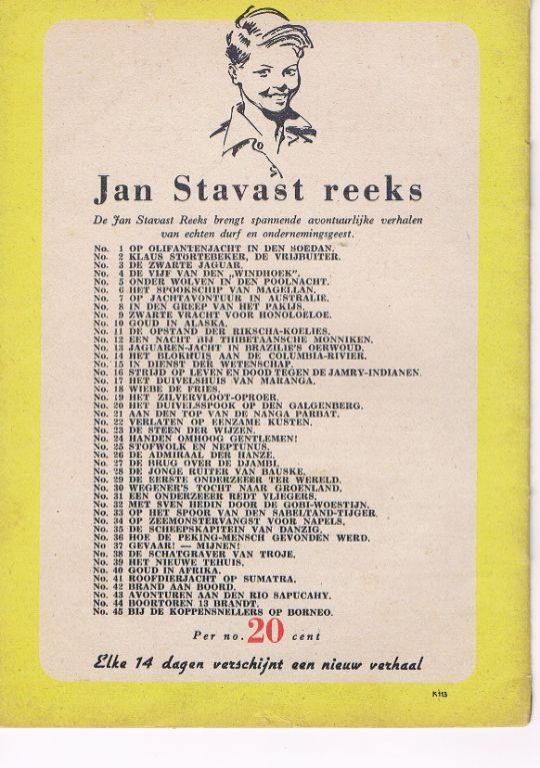 Jan Stavast reeks
De Jan Stavast Reeks brengt spannende avontuurlijke verhalen
van echten durf en ondernemingsgeest.
No. 1 OP OLIFANTENJACHT IN DEN SOEDAN.
No. 2 KLAUS STORTEBEKER, DE VRIJBUITER.
No. 3 DE ZWARTE JAGUAR.
No. 4 DE VIJF VAN DEN „WINDHOEK".
No. 5 ONDER WOLVEN IN DEN POOLNACHT.
No. 6 HET SPOOKSCHIP VAN MAGELLAN.
No. 7 OP JACHTAVONTUUR IN AUSTRALIE.
No. 8 IN DEN GREEP VAN HET PAKIJS.
No. 9 ZWARTE VRACHT VOOR HONOLOELOE.
No. 10 GOUD IN ALASKA.
No. 11 DE OPSTAND DER RIKSCHA-KOELIES.
No. 12 EEN NACHT BIJ THIBETAANSCHE MONNIKEN.
No. 13 JAGUAREN-JACHT IN BRAZILIE'S OERWOUD.
No. 14 HET BLOKHUIS AAN DE COLUMBIA-RIVIER.
No. 15 IN DIENST DER WETENSCHAP.
No. 16 STRIJD OP LEVEN EN DOOD TEGEN DE JAMRY-INDIANEN.
No. 17 HET DUIVELSHUIS VAN MARANGA.
No. 18 WIEBE DE FRIES.
No. 19 HET ZILVERVLOOT-OPROER.
No. 20 HET DUIVELSSPOOK OP DEN GALGENBERG.
No. 21 AAN DEN TOP VAN DE NANGA PARBAT.
No. 22 VERLATEN OP EENZAME KUSTEN.
No. 23 DE STEEN DER WIJZEN.
No. 24 HANDEN OMHOOG GENTLEMEN!
No. 25 STOFWOLK EN NEPTUNUS.
No. 26 DE ADMIRAAL DER HANZE.
No. 27 DE BRUG OVER DE DJAMBI.
No. 28 DE JONGE RUITER VAN BAUSKE.
No. 29 DE EERSTE ONDERZEEER TER WERELD.
No. 30 WEGENER'S TOCHT NAAR GROENLAND.
No. 31 EEN ONDERZEEER REDT VLIEGERS.
No. 32 MET SVEN HEDIN DOOR DE GOBI-WOESTIJN.
No. 33 OP HET SPOOR VAN DEN SABELTAND-TIJGER.
No. 34 OP ZEEMONSTERVANGST VOOR NAPELS.
No. 35 DE SCHEEPSKAPITEIN VAN DANZIG.
No. 36 HOE DE PEKING-MENSCH GEVONDEN WERD.
No. 37 GEVAAR! — MIJNEN!
No. 38 DE SCHATGRAVER VAN TROJE.
No. 39 HET NIEUWE TEHUIS.
No. 40 GOUD IN AFRIKA.
No. 41 ROOFDIERJACHT OP SUMATRA.
No. 42 BRAND AAN BOORD.
No. 43 AVONTUREN AAN DEN RIO SAPUCAHY.
No. 44 BOORTOREN 13 BRANDT.
No. 45 BIJ DE KOPPENSNELLERS OP BORNEO.
Per no. 20 cent
Elke 14 dagen verschijnt een nieuw verhaal